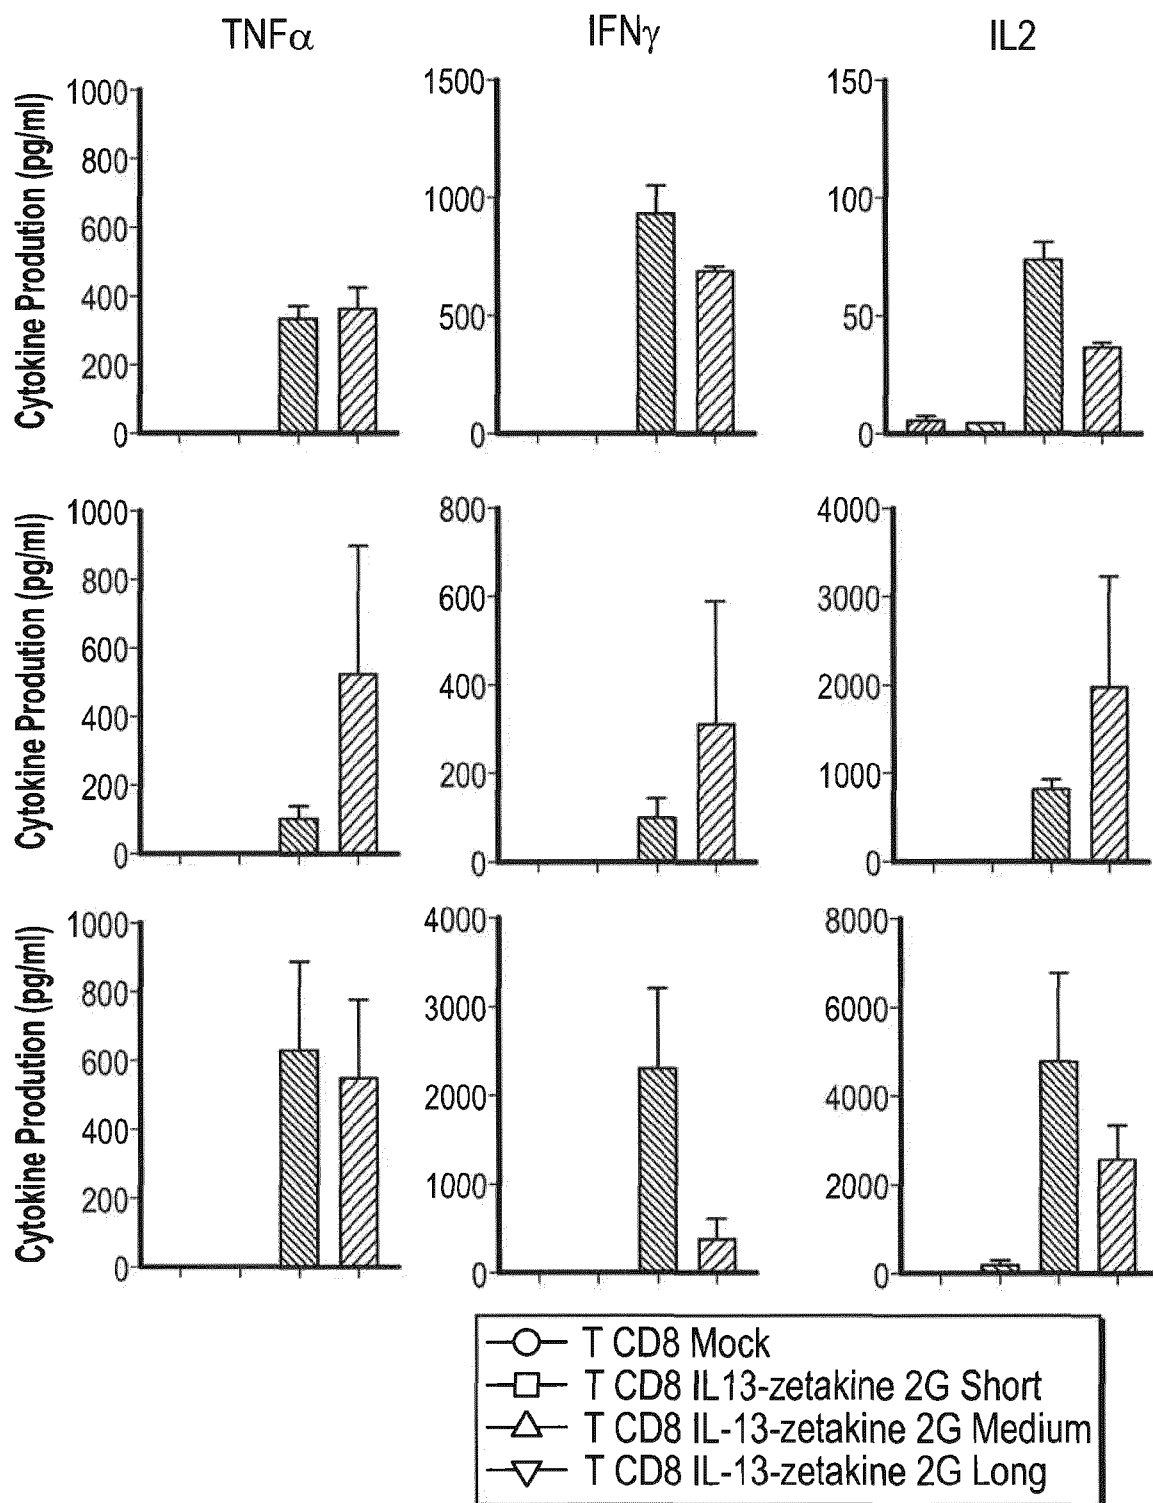 TNFα IFNγ IL2
Cytokine Prodution (pg/ml)
1000 1500 150
800
600 1000 100
400
500 50
200
0 0 0
Cytokine Prodution (pg/ml)
1000 800 4000
800
600 3000
600
400 2000
400
200 1000
200
0 0 0
Cytokine Prodution (pg/ml)
1000 4000 8000
800
3000 6000
600
2000 4000
400
1000 2000
200
0 0 0
T CD8 Mock
T CD8 IL13-zetakine 2G Short
T CD8 IL-13-zetakine 2G Medium
T CD8 IL-13-zetakine 2G Long